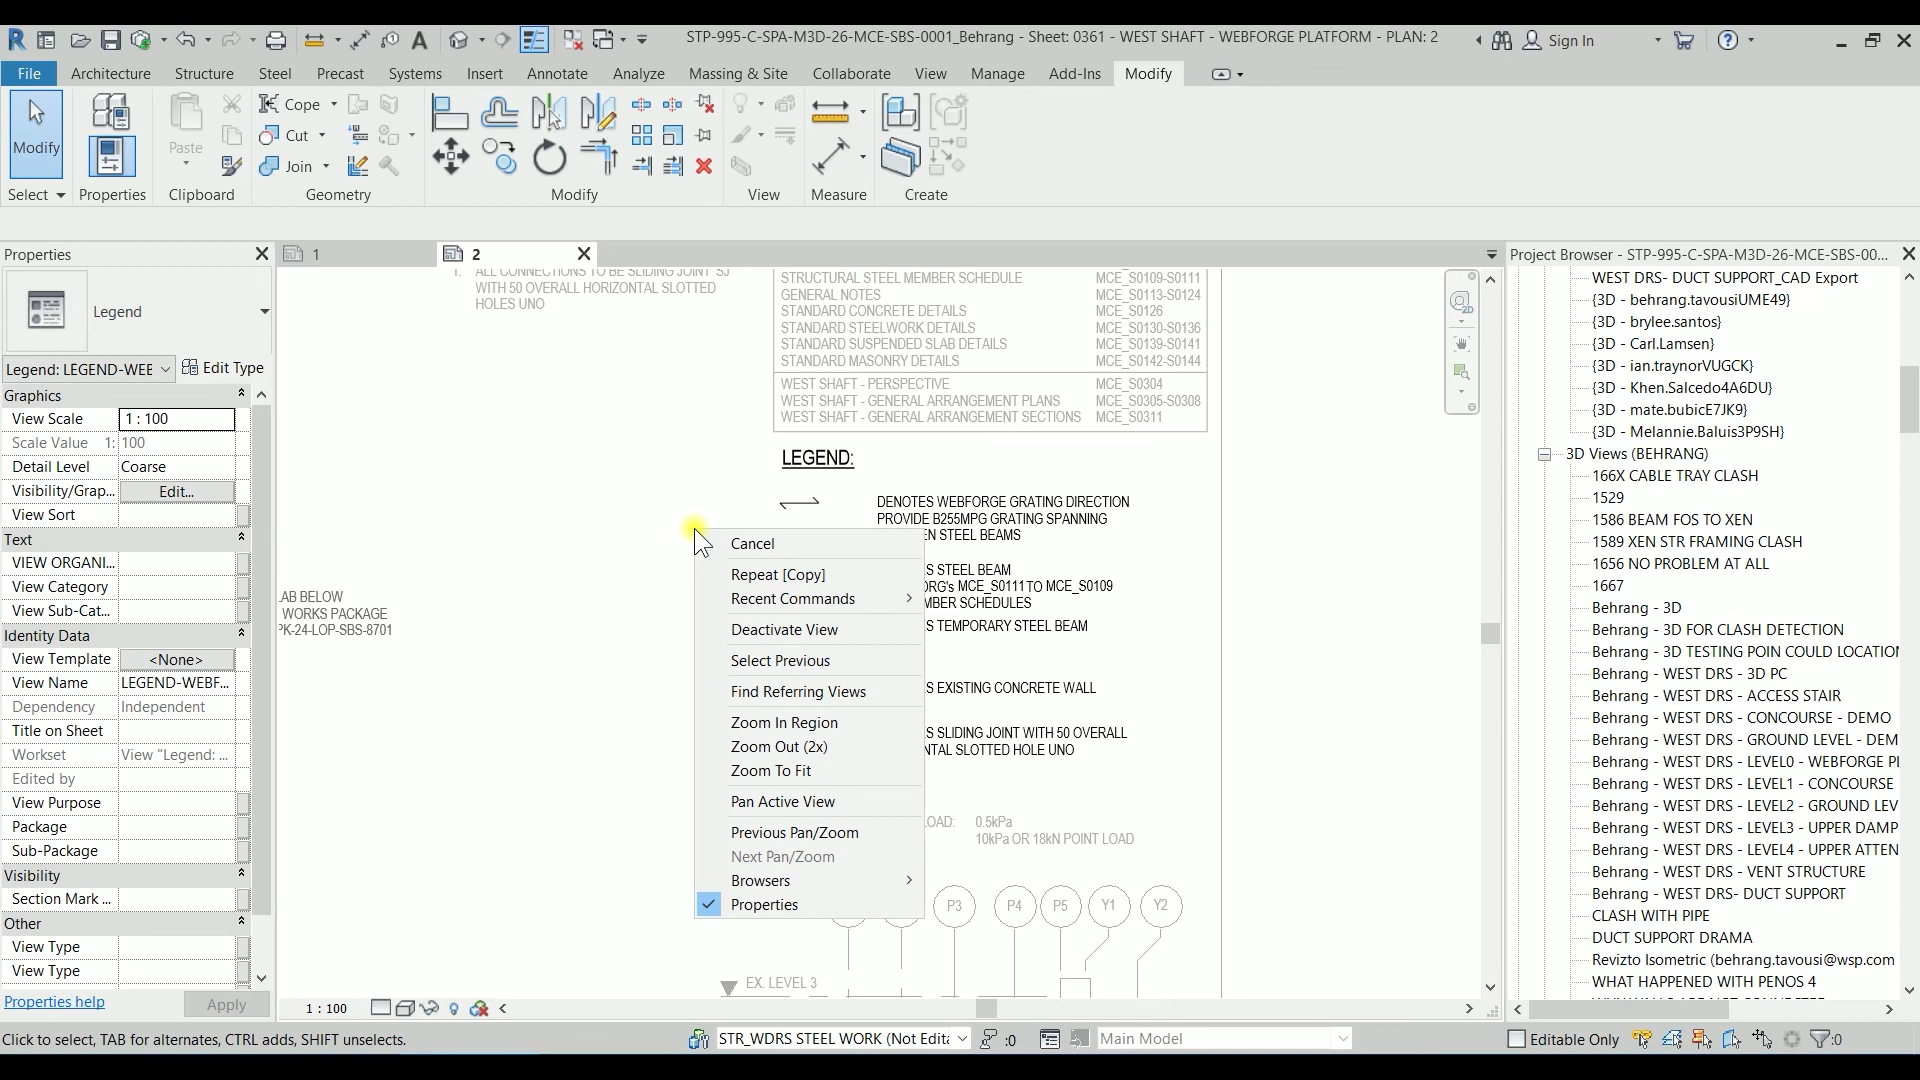 STP-995-C-SPA-M3D-26-MCE-SBS-0001_Behrang - Sheet: 0361 - WEST SHAFT - WEBFORGE PLATFORM - PLAN: 2
Sign In
File Architecture Structure Steel Precast Systems Insert Annotate Analyze Massing & Site Collaborate View Manage Add-Ins Modify
Modify
Paste
Cope
Cut
Join
Select Properties Clipboard Geometry Modify View Measure Create
Properties
Legend
Legend: LEGEND-WEE Edit Type
Graphics
View Scale 1 : 100
Scale Value 1: 100
Detail Level Coarse
Visibility/Grap... Edit...
View Sort
Text
VIEW ORGANI...
View Category
View Sub-Cat...
Identity Data
View Template <None>
View Name LEGEND-WEBF...
Dependency Independent
Title on Sheet
Workset View "Legend: ...
Edited by
View Purpose
Package
Sub-Package
Visibility
Section Mark ...
Other
View Type
View Type
Properties help Apply
1
2
1. ALL CONNECTIONS TO BE SLIDING JOINT 'SJ'
WITH 50 OVERALL HORIZONTAL SLOTTED
HOLES UNO
STRUCTURAL STEEL MEMBER SCHEDULE MCE_S0109-S0111
GENERAL NOTES MCE_S0113-S0124
STANDARD CONCRETE DETAILS MCE_S0126
STANDARD STEELWORK DETAILS MCE_S0130-S0136
STANDARD SUSPENDED SLAB DETAILS MCE_S0139-S0141
STANDARD MASONRY DETAILS MCE_S0142-S0144
WEST SHAFT - PERSPECTIVE MCE_S0304
WEST SHAFT - GENERAL ARRANGEMENT PLANS MCE_S0305-S0308
WEST SHAFT - GENERAL ARRANGEMENT SECTIONS MCE_S0311
LEGEND:
DENOTES WEBFORGE GRATING DIRECTION
PROVIDE B255MPG GRATING SPANNING
EN STEEL BEAMS
S STEEL BEAM
ORG's MCE_S0111 TO MCE_S0109
MBER SCHEDULES
S TEMPORARY STEEL BEAM
S EXISTING CONCRETE WALL
S SLIDING JOINT WITH 50 OVERALL
NTAL SLOTTED HOLE UNO
OAD: 0.5kPa
10kPa OR 18kN POINT LOAD
P3 P4 P5 Y1 Y2
EX. LEVEL 3
LAB BELOW
WORKS PACKAGE
PK-24-LOP-SBS-8701
Cancel
Repeat [Copy]
Recent Commands
Deactivate View
Select Previous
Find Referring Views
Zoom In Region
Zoom Out (2x)
Zoom To Fit
Pan Active View
Previous Pan/Zoom
Next Pan/Zoom
Browsers
Properties
2D
1 : 100
Project Browser - STP-995-C-SPA-M3D-26-MCE-SBS-00...
WEST DRS- DUCT SUPPORT_CAD Export
{3D - behrang.tavousiUME49}
{3D - brylee.santos}
{3D - Carl.Lamsen}
{3D - ian.traynorVUGCK}
{3D - Khen.Salcedo4A6DU}
{3D - mate.bubicE7JK9}
{3D - Melannie.Baluis3P9SH}
3D Views (BEHRANG)
166X CABLE TRAY CLASH
1529
1586 BEAM FOS TO XEN
1589 XEN STR FRAMING CLASH
1656 NO PROBLEM AT ALL
1667
Behrang - 3D
Behrang - 3D FOR CLASH DETECTION
Behrang - 3D TESTING POIN COULD LOCATION
Behrang - WEST DRS - 3D PC
Behrang - WEST DRS - ACCESS STAIR
Behrang - WEST DRS - CONCOURSE - DEMO
Behrang - WEST DRS - GROUND LEVEL - DEM
Behrang - WEST DRS - LEVEL0 - WEBFORGE Pl
Behrang - WEST DRS - LEVEL1 - CONCOURSE
Behrang - WEST DRS - LEVEL2 - GROUND LEV
Behrang - WEST DRS - LEVEL3 - UPPER DAMP
Behrang - WEST DRS - LEVEL4 - UPPER ATTEN
Behrang - WEST DRS - VENT STRUCTURE
Behrang - WEST DRS- DUCT SUPPORT
CLASH WITH PIPE
DUCT SUPPORT DRAMA
Revizto Isometric (behrang.tavousi@wsp.com
WHAT HAPPENED WITH PENOS 4
Click to select, TAB for alternates, CTRL adds, SHIFT unselects.
STR_WDRS STEEL WORK (Not Edita
:0
Main Model
Editable Only
:0